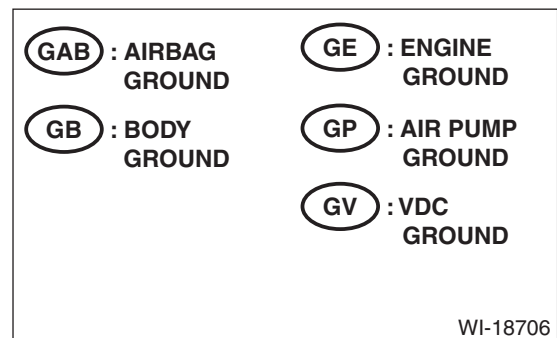 GAB : AIRBAG
GROUND
GB : BODY
GROUND
GE : ENGINE
GROUND
GP : AIR PUMP
GROUND
GV : VDC
GROUND
WI-18706